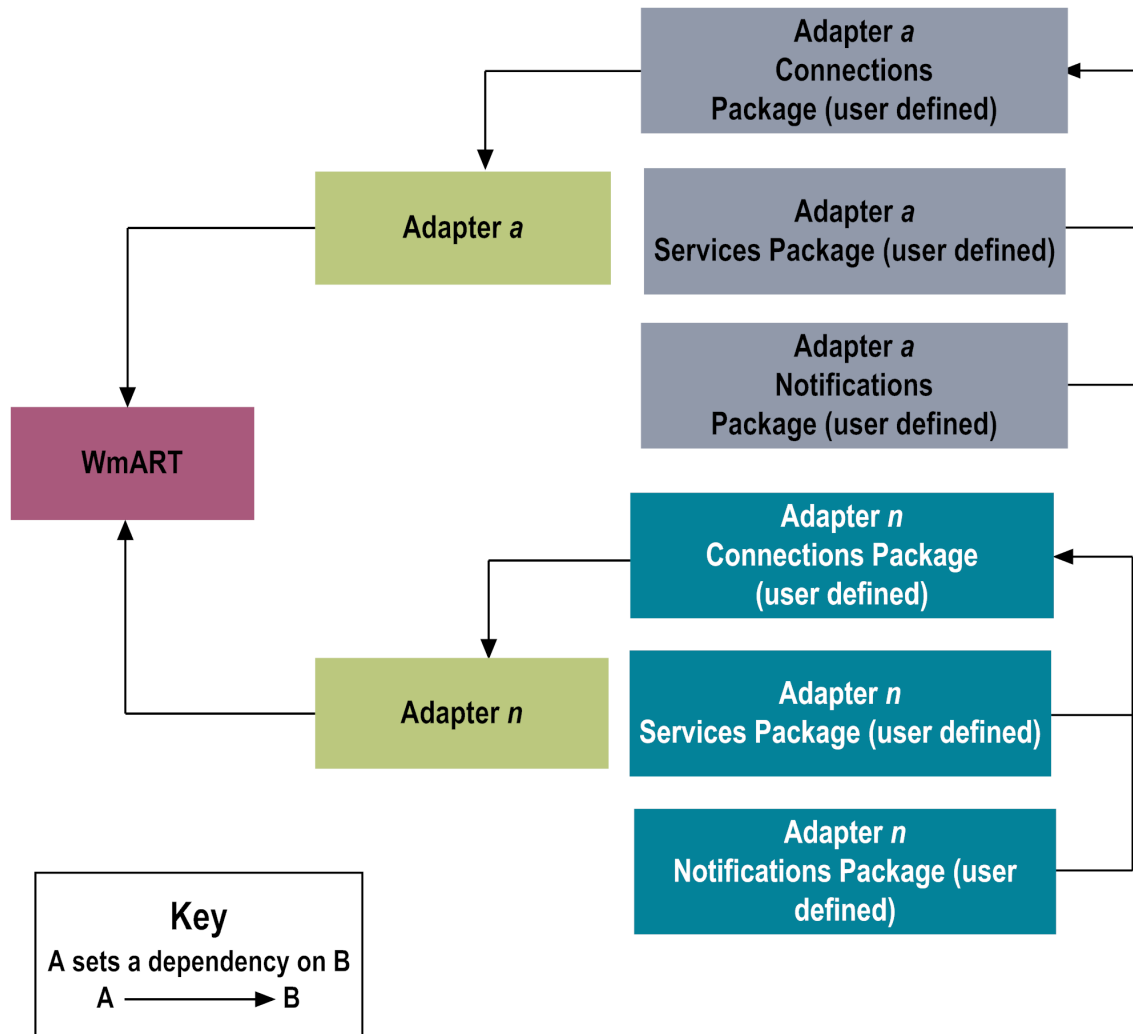 Adapter a
Connections
Package (user defined)
Adapter a
Adapter a
Services Package (user defined)
Adapter a
Notifications
Package (user defined)
WmART
Adapter n
Connections Package
(user defined)
Adapter n
Adapter n
Services Package (user defined)
Adapter n
Notifications Package (user
defined)
Key
A sets a dependency on B
A B